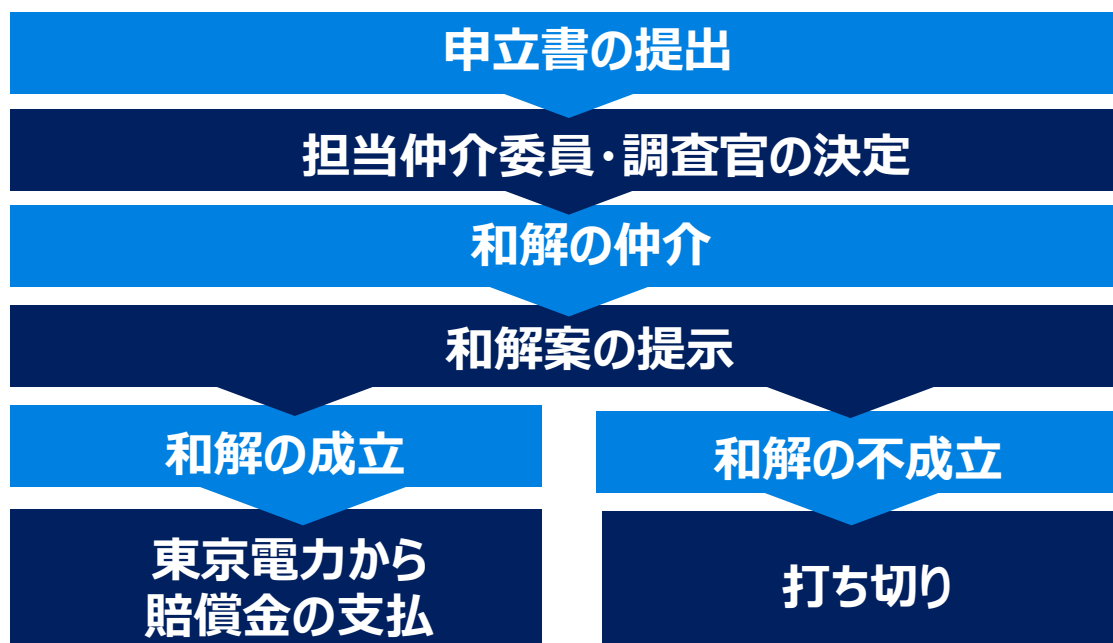 申立書の提出
担当仲介委員・調査官の決定
和解の仲介
和解案の提示
和解の成立
和解の不成立
東京電力から
賠償金の支払
打ち切り